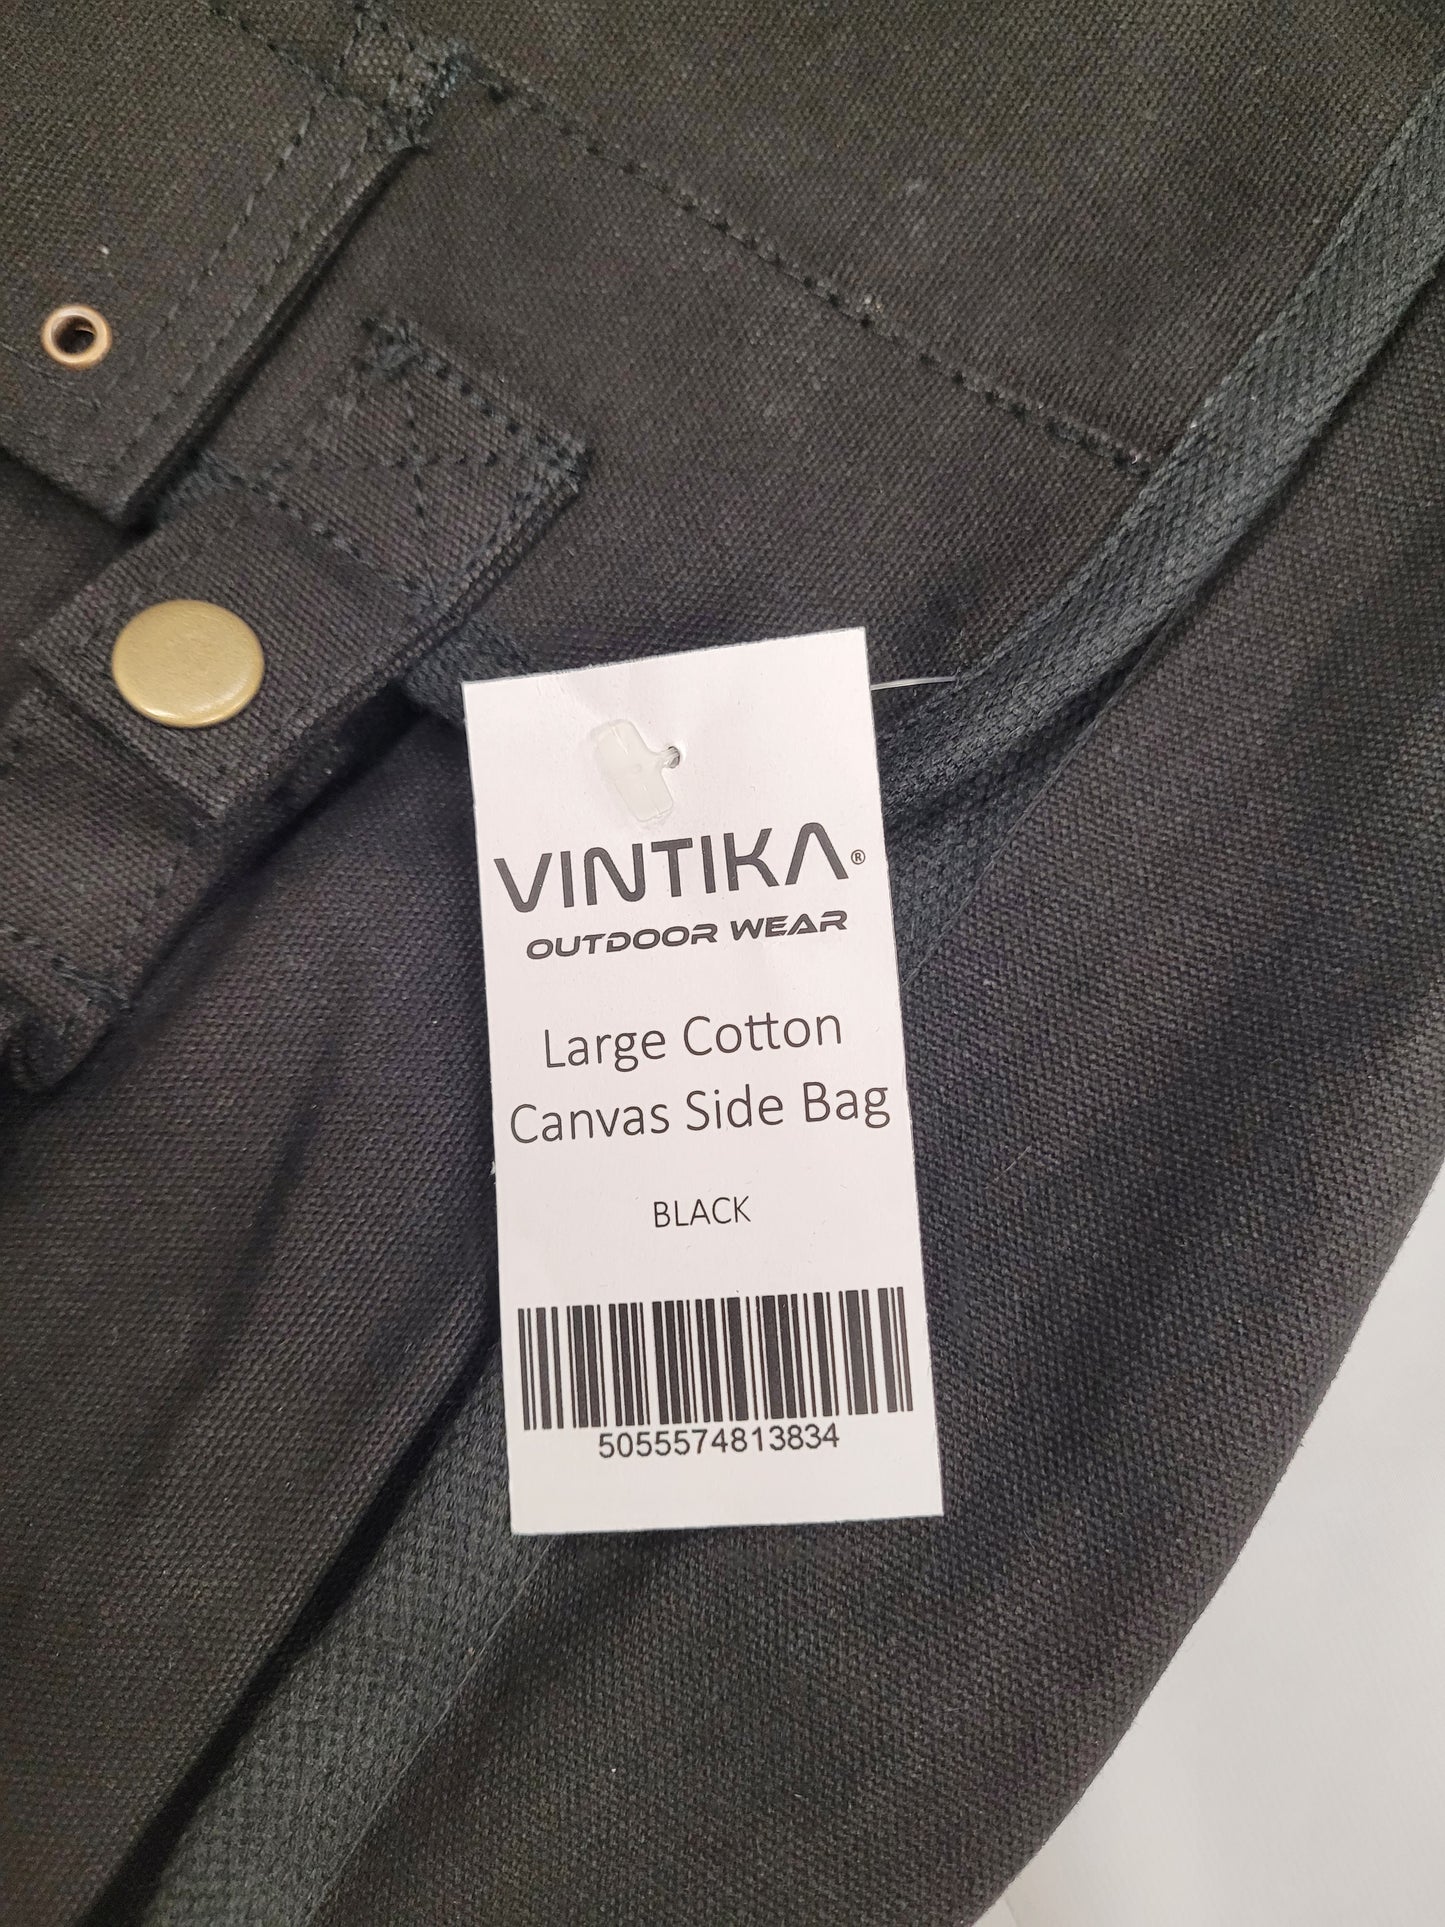 VINTIKA®
OUTDOOR WEAR
Large Cotton
Canvas Side Bag
BLACK
5055574813834